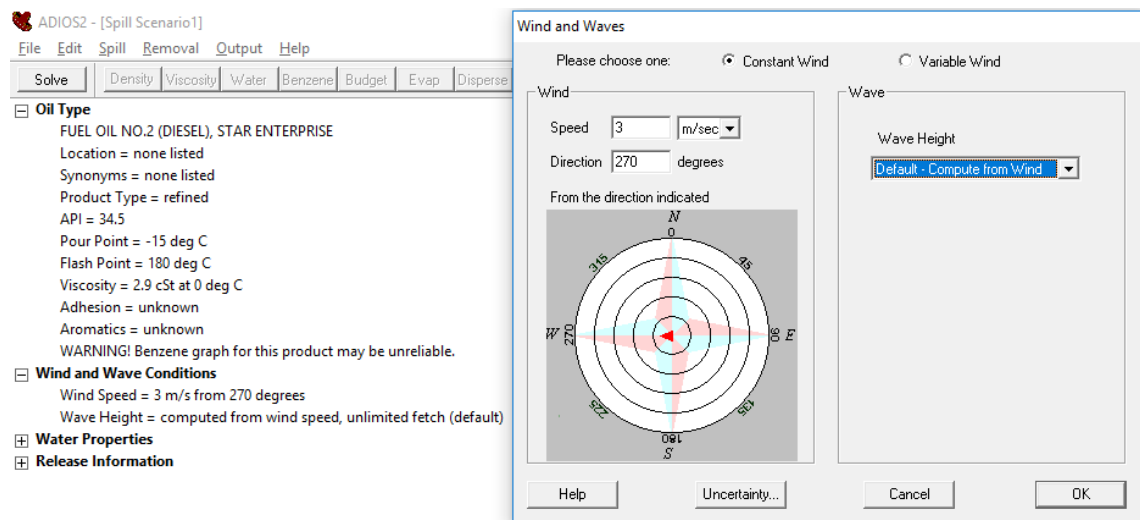 ADIOS2 - [Spill Scenario1]
File Edit Spill Removal Output Help
Solve Density Viscosity Water Benzene Budget Evap Disperse
Oil Type
FUEL OIL NO.2 (DIESEL), STAR ENTERPRISE
Location = none listed
Synonyms = none listed
Product Type = refined
API = 34.5
Pour Point = -15 deg C
Flash Point = 180 deg C
Viscosity = 2.9 cSt at 0 deg C
Adhesion = unknown
Aromatics = unknown
WARNING! Benzene graph for this product may be unreliable.
Wind and Wave Conditions
Wind Speed = 3 m/s from 270 degrees
Wave Height = computed from wind speed, unlimited fetch (default)
Water Properties
Release Information
Wind and Waves
Please choose one: Constant Wind Variable Wind
Wind
Speed 3 m/sec
Direction 270 degrees
From the direction indicated
N
0
315 45
W 270 90 E
225 135
180
S
Wave
Wave Height
Default - Compute from Wind
Help Uncertainty... Cancel OK